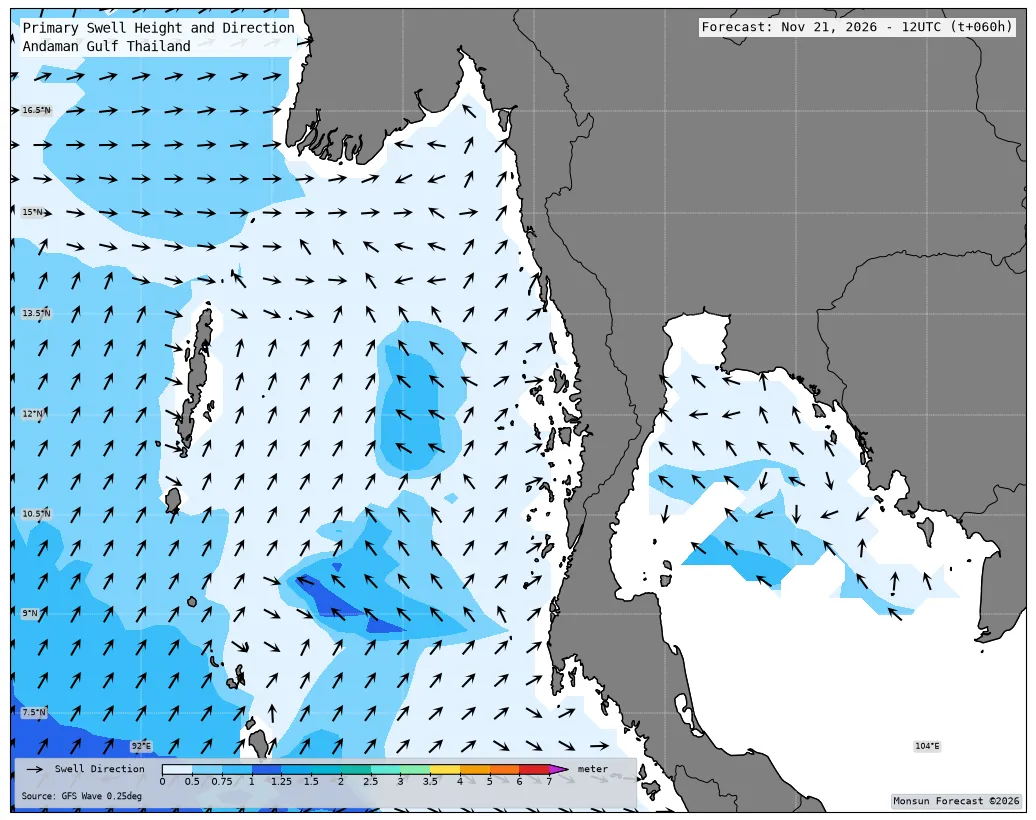 Primary Swell Height and Direction
Andaman Gulf Thailand
Forecast: Nov 21, 2026 - 12UTC (t+060h)
16.5°N
15°N
13.5°N
12°N
10.5°N
9°N
7.5°N
92°E
104°E
Swell Direction
0 0.5 0.75 1 1.25 1.5 2 2.5 3 3.5 4 4.5 5 6 7
meter
Source: GFS Wave 0.25deg
Monsun Forecast ©2026